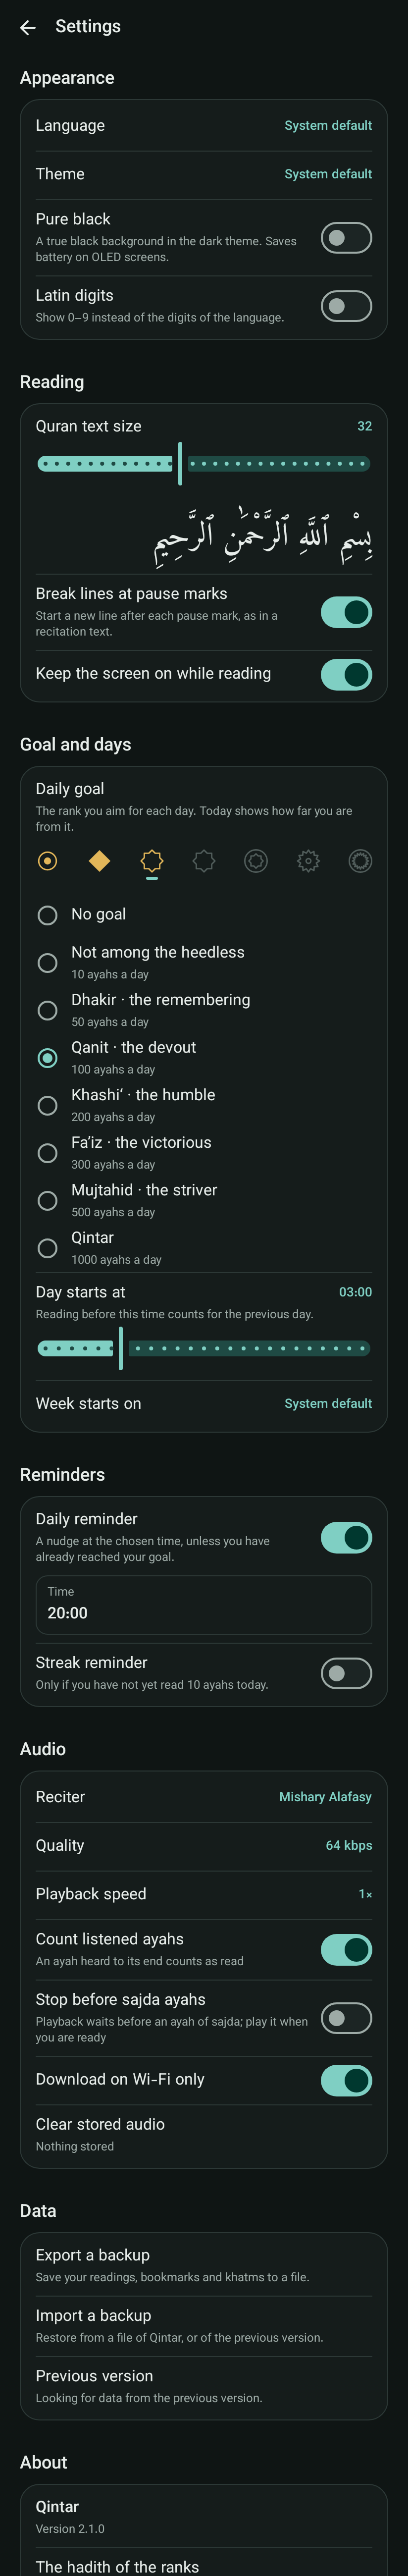 Settings
Appearance
Language
System default
Theme
System default
Pure black
A true black background in the dark theme. Saves
battery on OLED screens.
Latin digits
Show 0–9 instead of the digits of the language.
Reading
Quran text size
32
بِسْمِ ٱللَّهِ ٱلرَّحْمَٰنِ ٱلرَّحِيمِ
Break lines at pause marks
Start a new line after each pause mark, as in a
recitation text.
Keep the screen on while reading
Goal and days
Daily goal
The rank you aim for each day. Today shows how far you are
from it.
No goal
Not among the heedless
10 ayahs a day
Dhakir · the remembering
50 ayahs a day
Qanit · the devout
100 ayahs a day
Khashiʻ · the humble
200 ayahs a day
Fa’iz · the victorious
300 ayahs a day
Mujtahid · the striver
500 ayahs a day
Qintar
1000 ayahs a day
Day starts at
03:00
Reading before this time counts for the previous day.
Week starts on
System default
Reminders
Daily reminder
A nudge at the chosen time, unless you have
already reached your goal.
Time
20:00
Streak reminder
Only if you have not yet read 10 ayahs today.
Audio
Reciter
Mishary Alafasy
Quality
64 kbps
Playback speed
1×
Count listened ayahs
An ayah heard to its end counts as read
Stop before sajda ayahs
Playback waits before an ayah of sajda; play it when
you are ready
Download on Wi-Fi only
Clear stored audio
Nothing stored
Data
Export a backup
Save your readings, bookmarks and khatms to a file.
Import a backup
Restore from a file of Qintar, or of the previous version.
Previous version
Looking for data from the previous version.
About
Qintar
Version 2.1.0
The hadith of the ranks